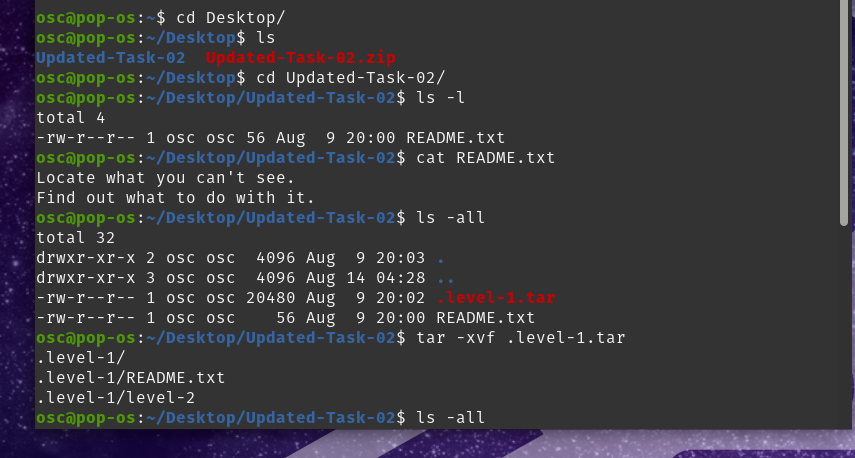 osc@pop-os:~$ cd Desktop/
osc@pop-os:~/Desktop$ ls
Updated-Task-02  Updated-Task-02.zip
osc@pop-os:~/Desktop$ cd Updated-Task-02/
osc@pop-os:~/Desktop/Updated-Task-02$ ls -l
total 4
-rw-r--r-- 1 osc osc 56 Aug  9 20:00 README.txt
osc@pop-os:~/Desktop/Updated-Task-02$ cat README.txt
Locate what you can't see.
Find out what to do with it.
osc@pop-os:~/Desktop/Updated-Task-02$ ls -all
total 32
drwxr-xr-x 2 osc osc  4096 Aug  9 20:03 .
drwxr-xr-x 3 osc osc  4096 Aug 14 04:28 ..
-rw-r--r-- 1 osc osc 20480 Aug  9 20:02 .level-1.tar
-rw-r--r-- 1 osc osc    56 Aug  9 20:00 README.txt
osc@pop-os:~/Desktop/Updated-Task-02$ tar -xvf .level-1.tar
.level-1/
.level-1/README.txt
.level-1/level-2
osc@pop-os:~/Desktop/Updated-Task-02$ ls -all